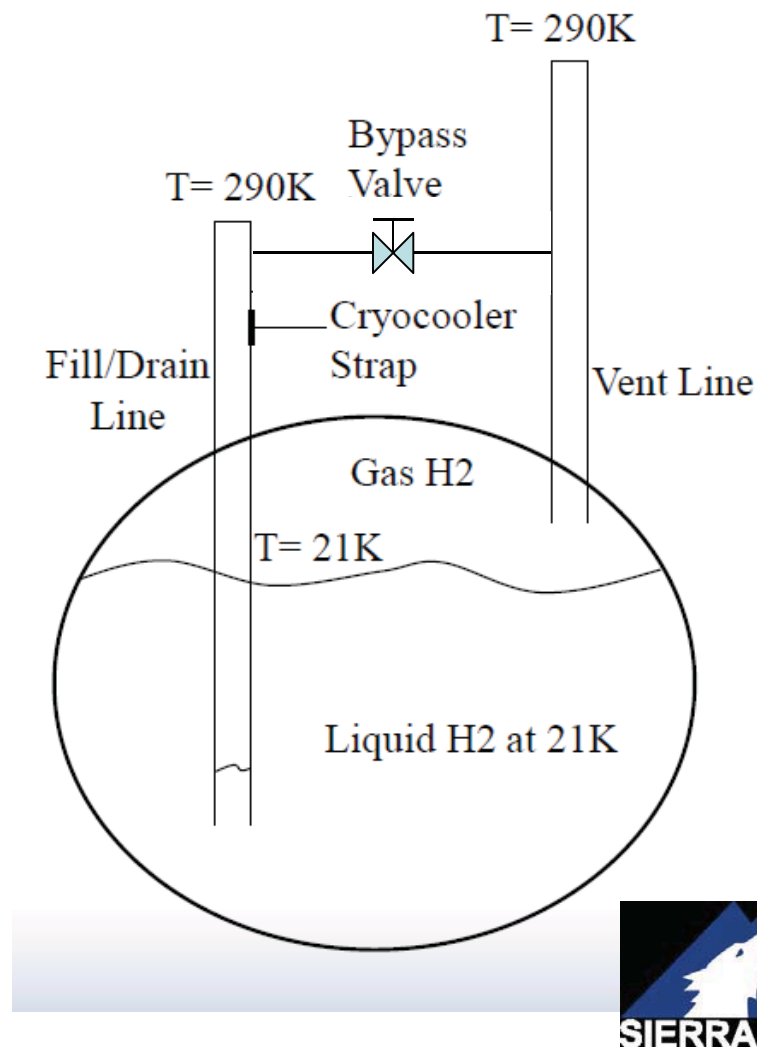 T= 290K
Bypass
Valve
T= 290K
Cryocooler
Strap
Fill/Drain
Line
Vent Line
Gas H2
T= 21K
Liquid H2 at 21K
SIERRA